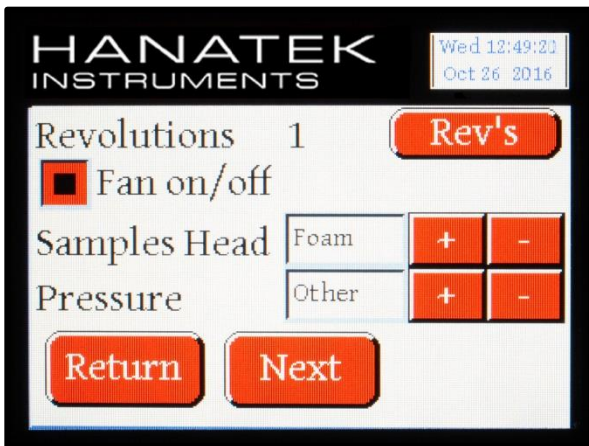 HANATEK
INSTRUMENTS
Wed 12:49:20
Oct 26 2016
Revolutions 1 Rev's
Fan on/off
Samples Head Foam + -
Pressure Other + -
Return Next